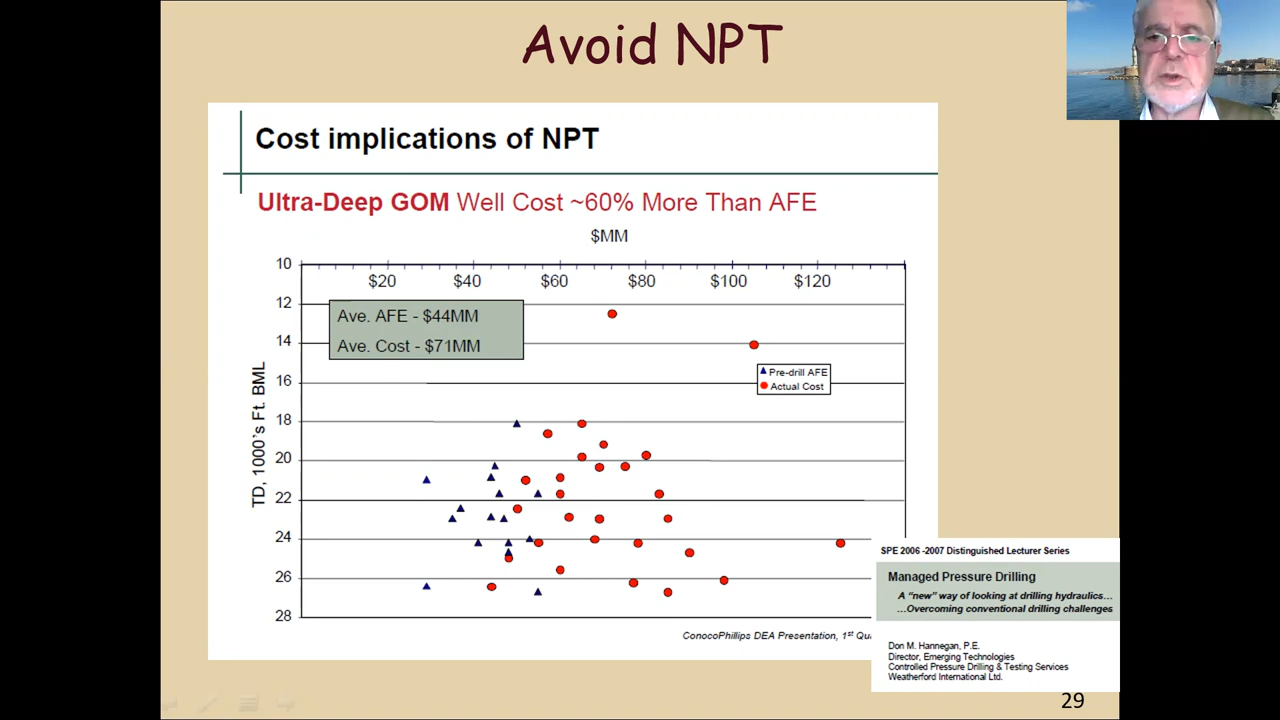 Avoid NPT
Cost implications of NPT
Ultra-Deep GOM Well Cost ~60% More Than AFE
$MM
$20 $40 $60 $80 $100 $120
10
12
14
16
18
20
22
24
26
28
TD, 1000's Ft. BML
Ave. AFE - $44MM
Ave. Cost - $71MM
Pre-drill AFE
Actual Cost
ConocoPhillips DEA Presentation, 1st
SPE 2006 -2007 Distinguished Lecturer Series
Managed Pressure Drilling
A “new” way of looking at drilling hydraulics…
…Overcoming conventional drilling challenges
Don M. Hannegan, P.E.
Director, Emerging Technologies
Controlled Pressure Drilling & Testing Services
Weatherford International Ltd.
29